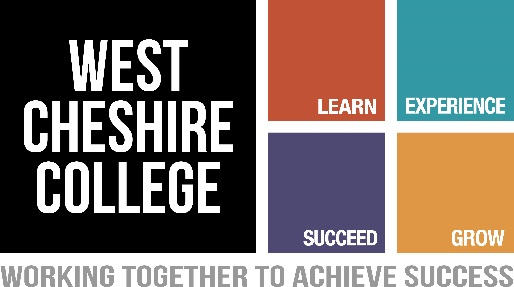 WEST
CHESHIRE
COLLEGE
LEARN
EXPERIENCE
SUCCEED
GROW
WORKING TOGETHER TO ACHIEVE SUCCESS